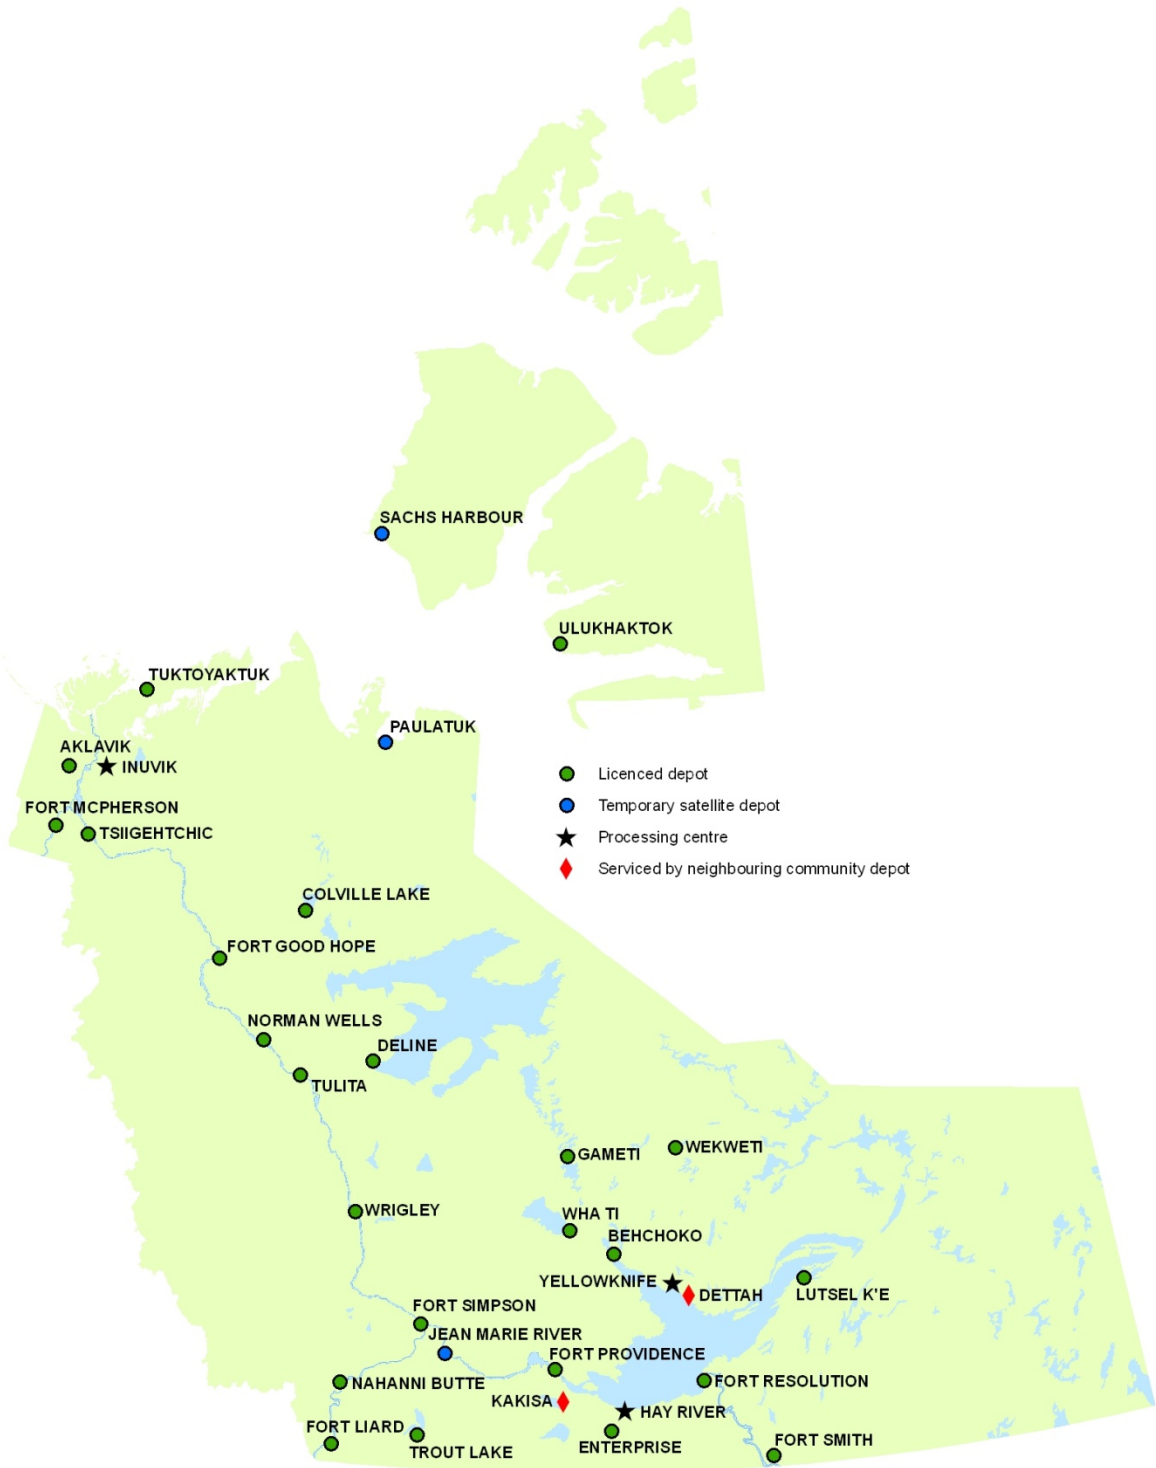 SACHS HARBOUR
ULUKHAKTOK
TUKTOYAKTUK
PAULATUK
AKLAVIK
INUVIK
Licenced depot
FORT MCPHERSON
Temporary satellite depot
TSIIGEHTCHIC
Processing centre
Serviced by neighbouring community depot
COLVILLE LAKE
FORT GOOD HOPE
NORMAN WELLS
DELINE
TULITA
WEKWETI
GAMETI
WRIGLEY
WHA TI
BEHCHOKO
YELLOWKNIFE
DETTAH
LUTSEL K'E
FORT SIMPSON
JEAN MARIE RIVER
FORT PROVIDENCE
NAHANNI BUTTE
FORT RESOLUTION
KAKISA
HAY RIVER
FORT LIARD
TROUT LAKE
ENTERPRISE
FORT SMITH